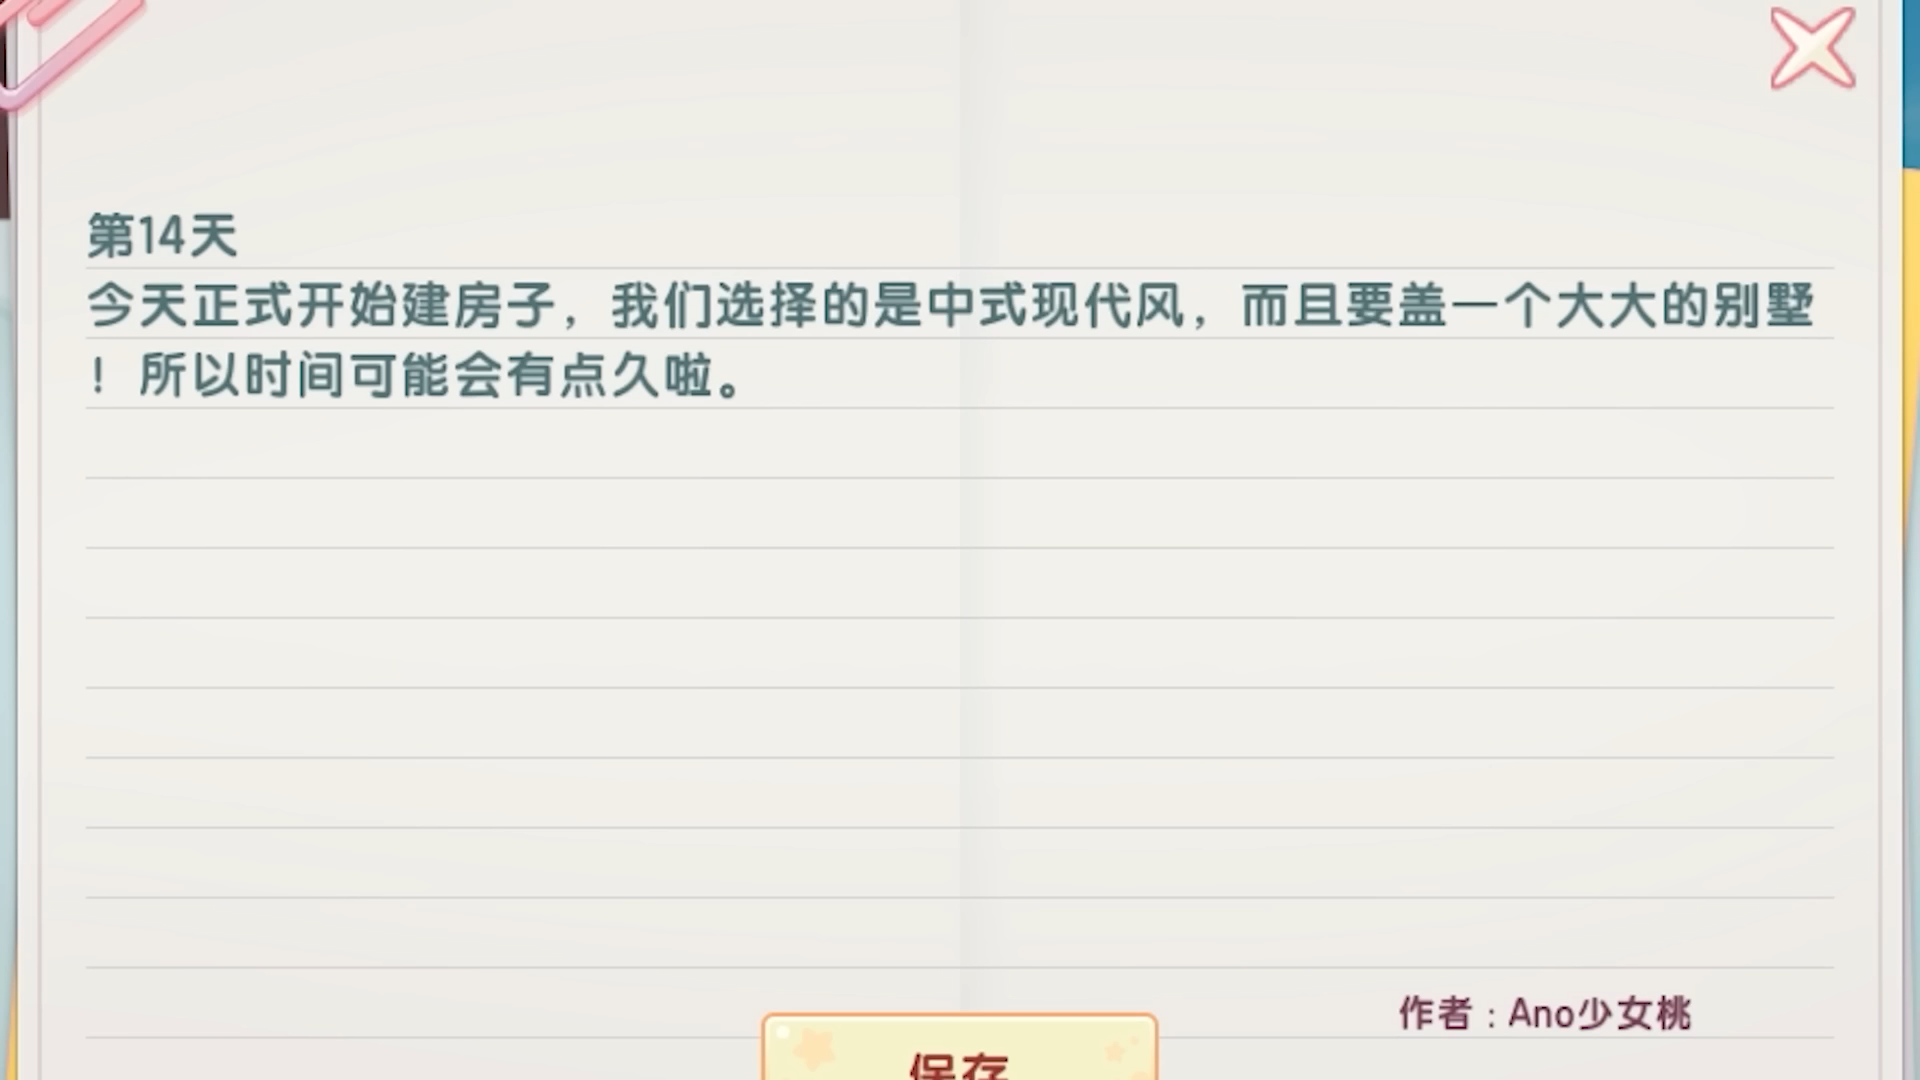 第14天
今天正式开始建房子，我们选择的是中式现代风，而且要盖一个大大的别墅
！所以时间可能会有点久啦。
作者：Ano少女桃
保存